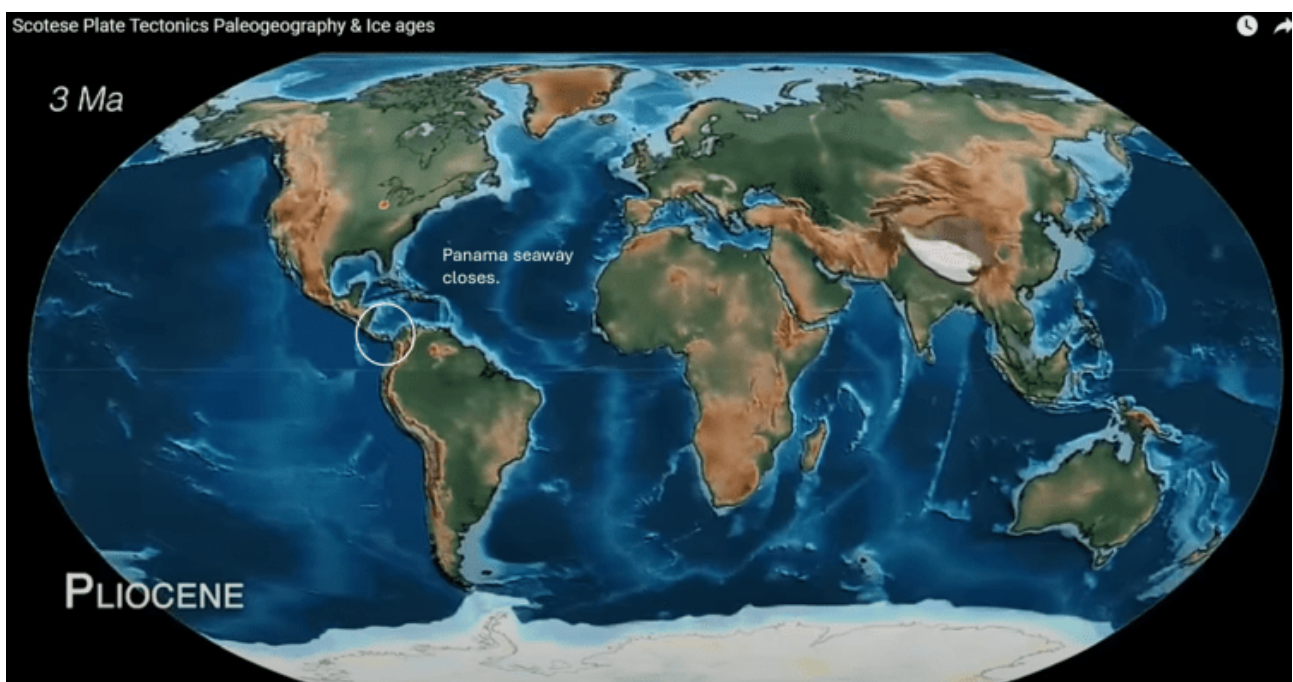 Scotese Plate Tectonics Paleogeography & Ice ages
3 Ma
Panama seaway
closes.
PLIOCENE